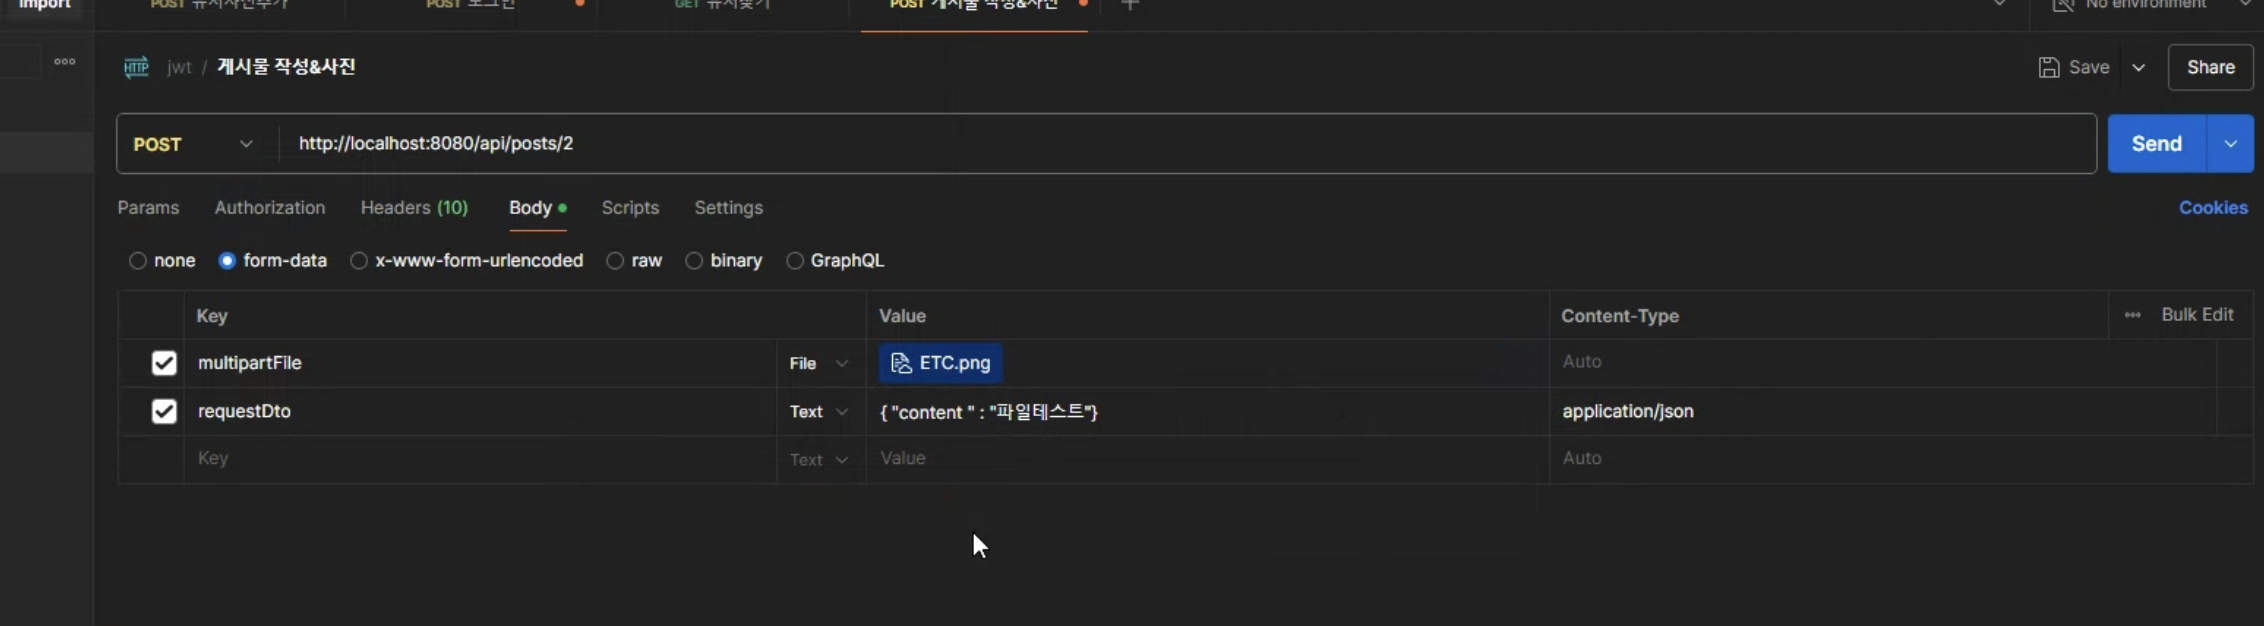 Import
POST 유저사진추가 POST 로그인 GET 유저찾기 POST 게시물 작성&사진 No environment
HTTP jwt / 게시물 작성&사진 Save Share
POST http://localhost:8080/api/posts/2 Send
Params Authorization Headers (10) Body Scripts Settings Cookies
none form-data x-www-form-urlencoded raw binary GraphQL
Key Value Content-Type Bulk Edit
multipartFile File ETC.png Auto
requestDto Text { "content " : "파일테스트"} application/json
Key Text Value Auto